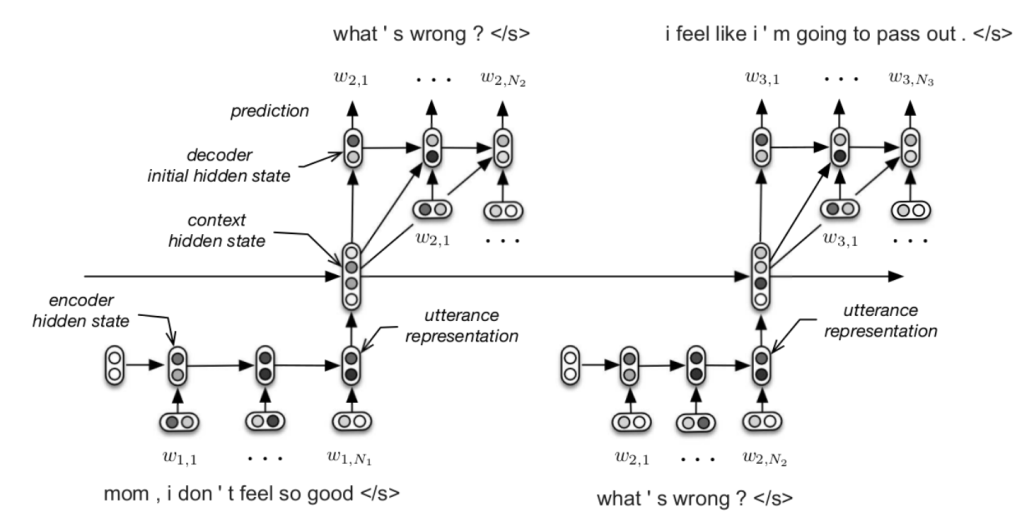 what ' s wrong ? </s>
i feel like i ' m going to pass out . </s>
w2,1 · · · w2,N2
w3,1 · · · w3,N3
prediction
decoder
initial hidden state
context
hidden state
w2,1 · · ·
w3,1 · · ·
encoder
hidden state
utterance
representation
utterance
representation
w1,1 · · · w1,N1
w2,1 · · · w2,N2
mom , i don ' t feel so good </s>
what ' s wrong ? </s>